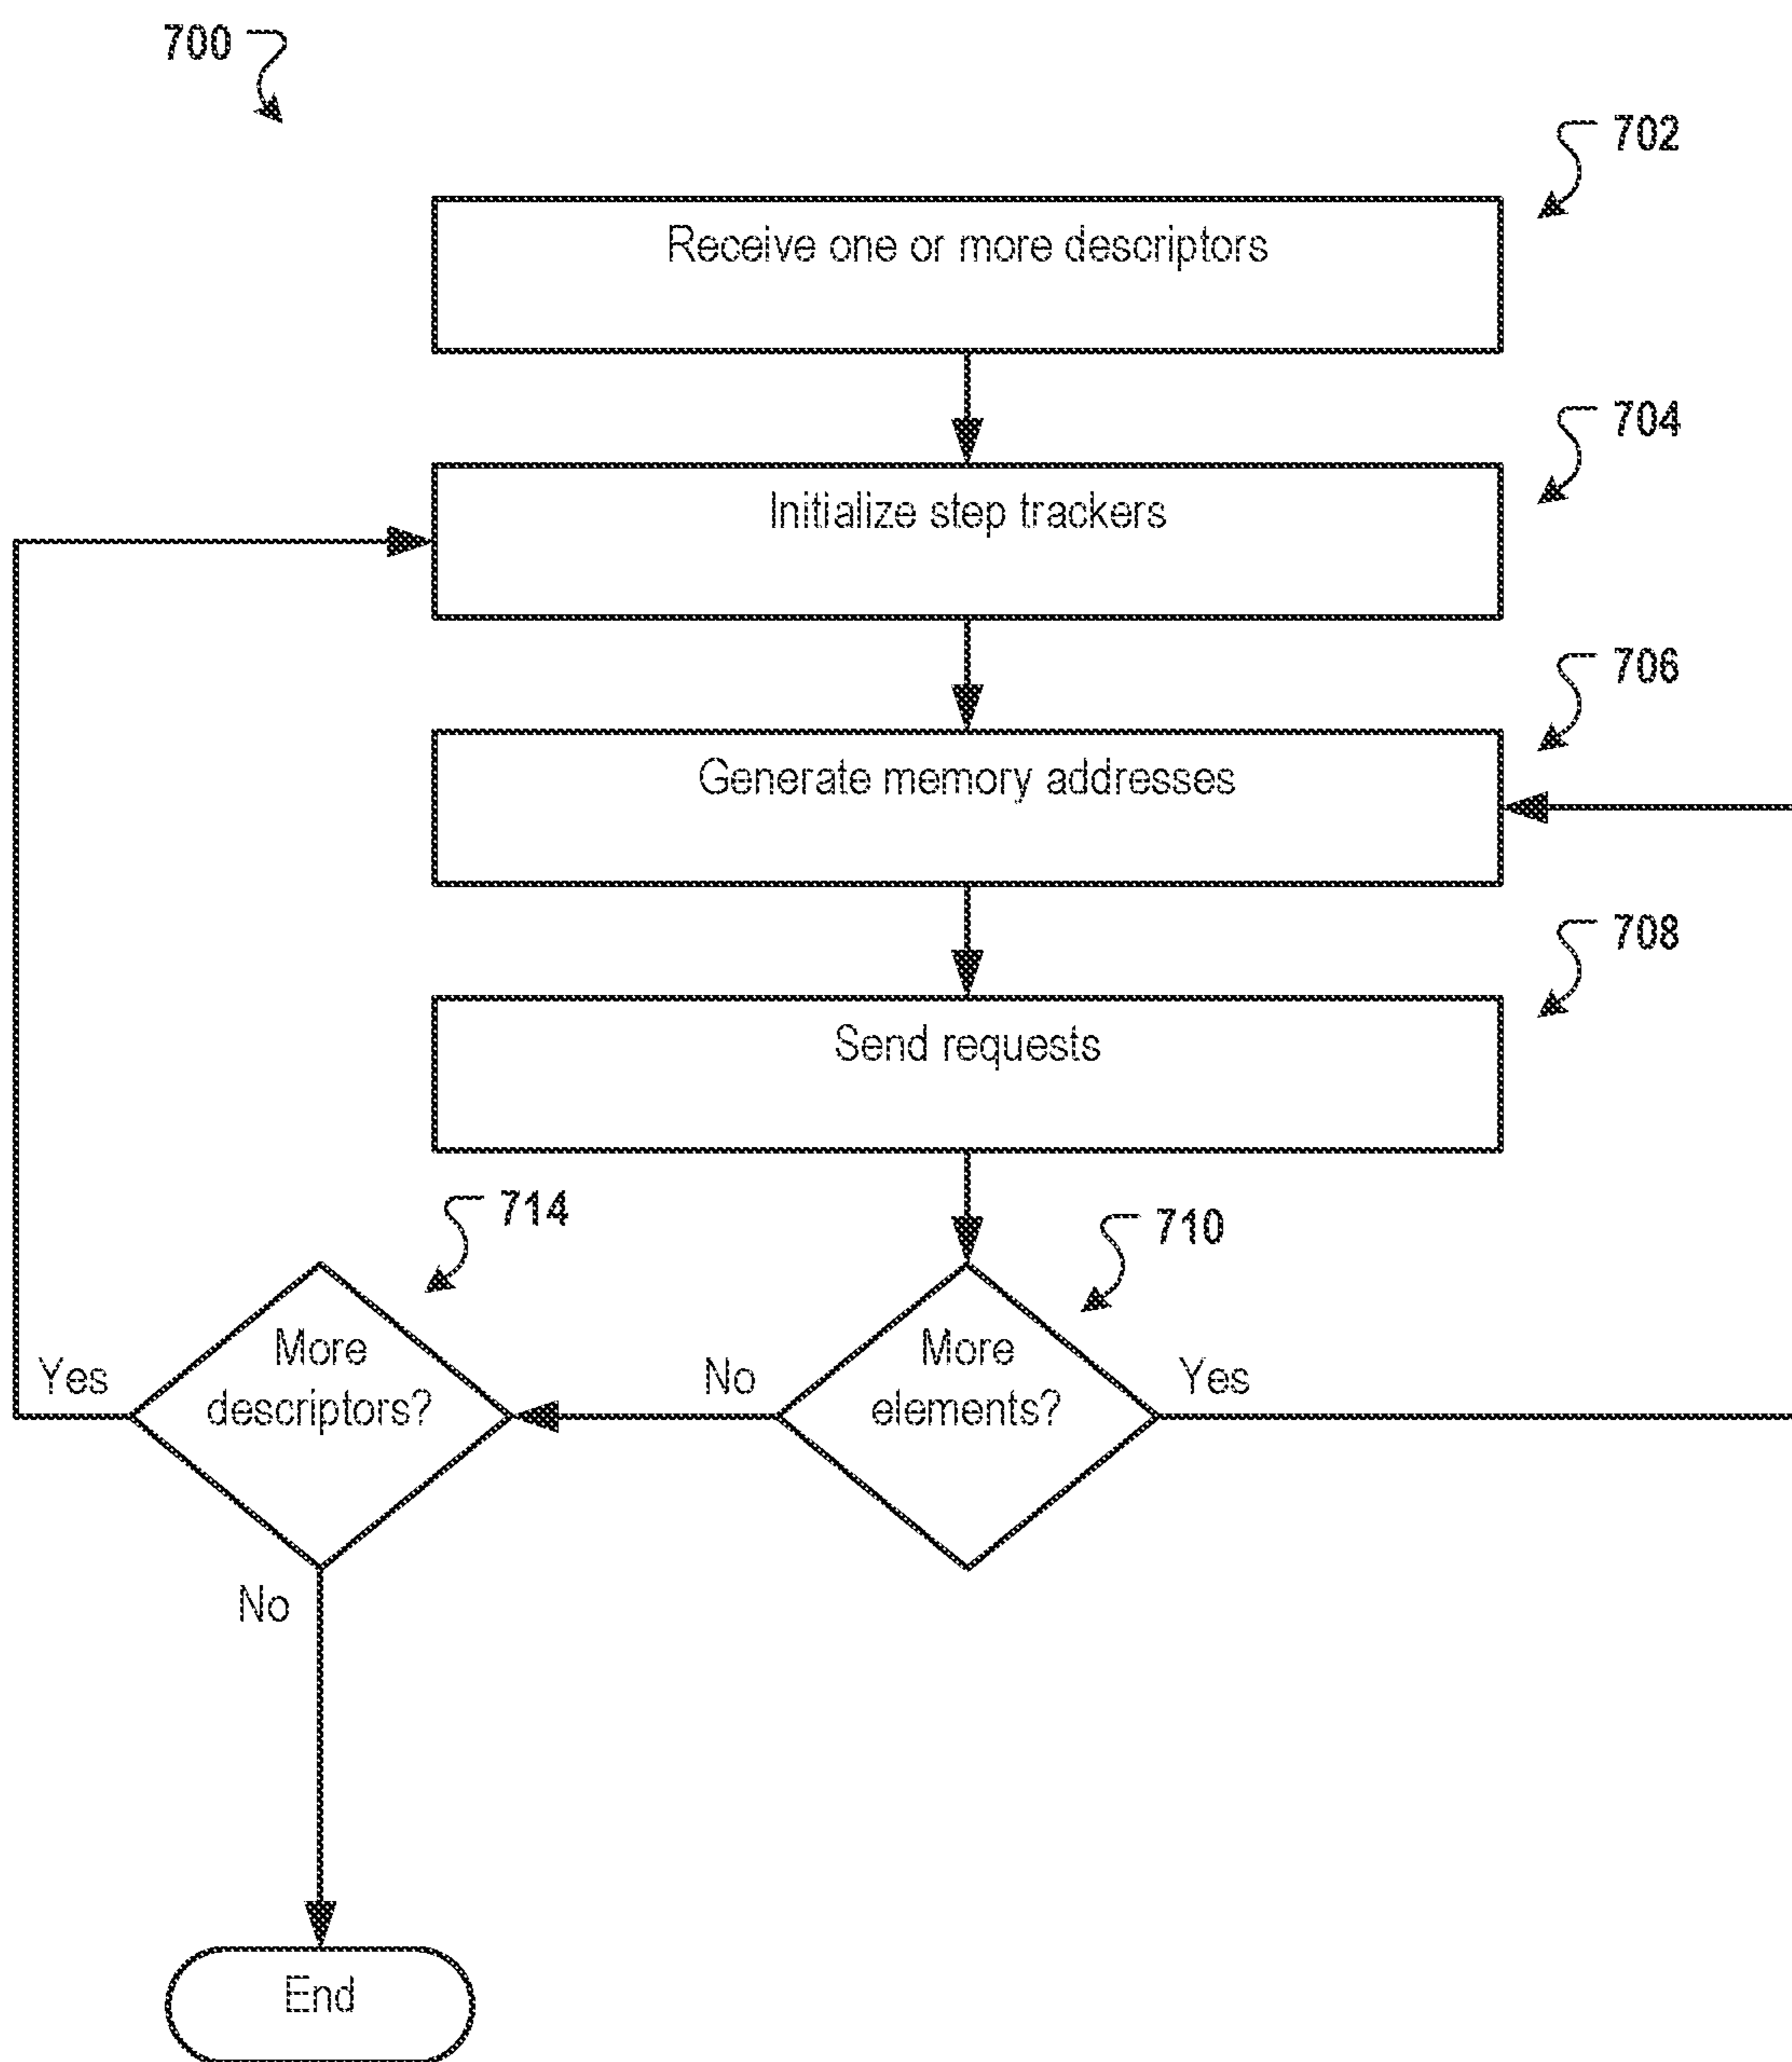 700
702
Receive one or more descriptors
704
Initialize step trackers
706
Generate memory addresses
708
Send requests
714
710
Yes
More
descriptors?
No
More
elements?
Yes
No
End